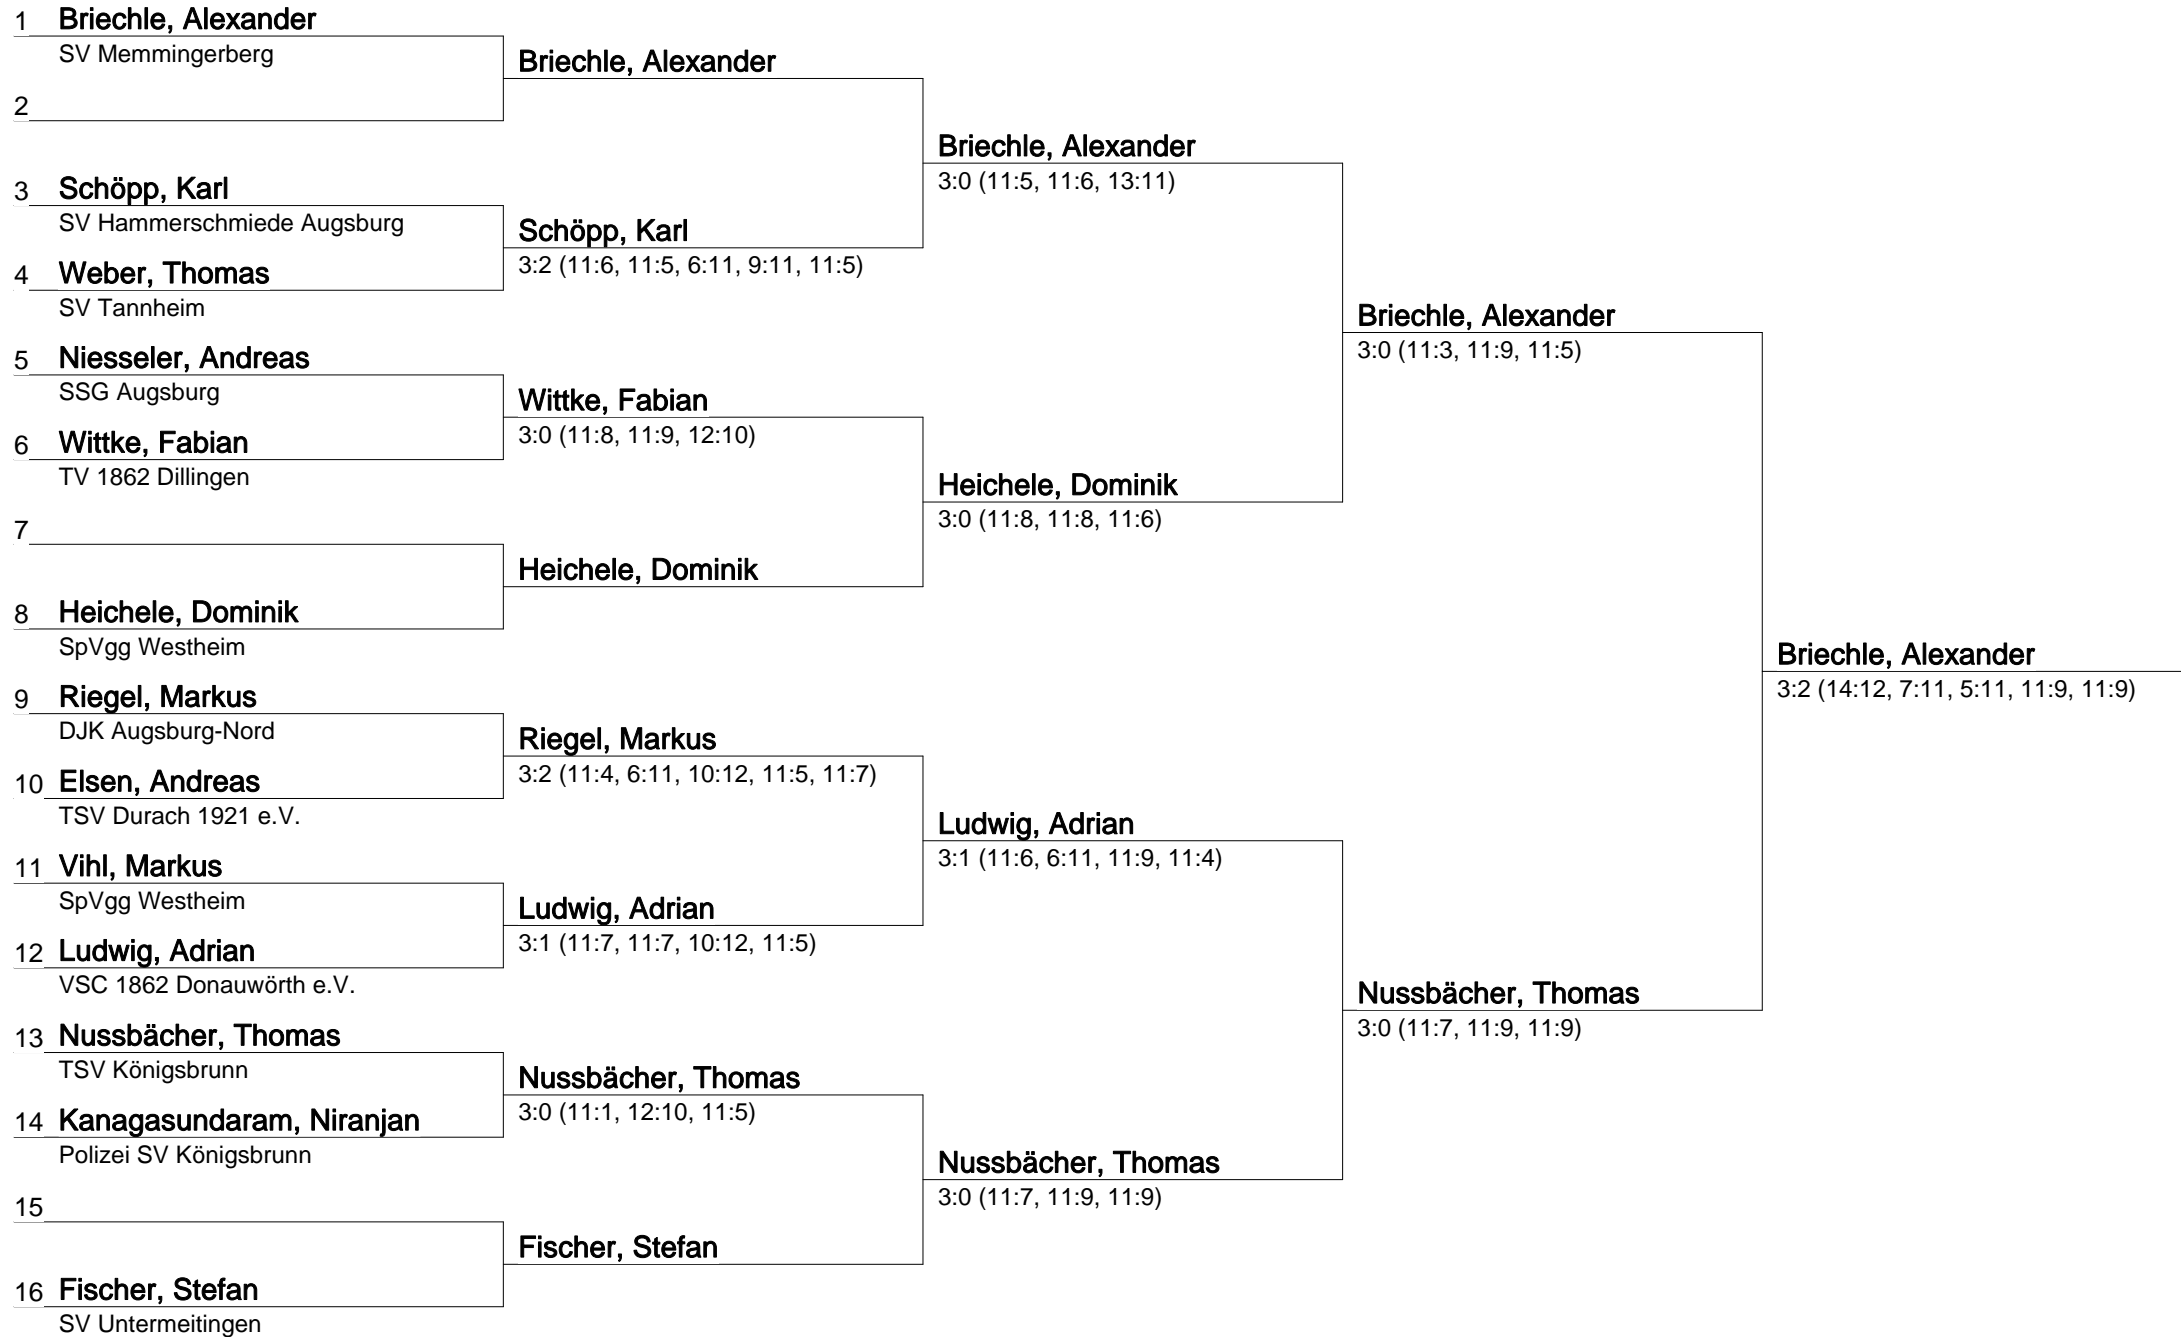 1 Briechle, Alexander
SV Memmingerberg
2
3 Schöpp, Karl
SV Hammerschmiede Augsburg
4 Weber, Thomas
SV Tannheim
5 Niesseler, Andreas
SSG Augsburg
6 Wittke, Fabian
TV 1862 Dillingen
7
8 Heichele, Dominik
SpVgg Westheim
9 Riegel, Markus
DJK Augsburg-Nord
10 Elsen, Andreas
TSV Durach 1921 e.V.
11 Vihl, Markus
SpVgg Westheim
12 Ludwig, Adrian
VSC 1862 Donauwörth e.V.
13 Nussbächer, Thomas
TSV Königsbrunn
14 Kanagasundaram, Niranjan
Polizei SV Königsbrunn
15
16 Fischer, Stefan
SV Untermeitingen
Briechle, Alexander
Schöpp, Karl
3:2 (11:6, 11:5, 6:11, 9:11, 11:5)
Wittke, Fabian
3:0 (11:8, 11:9, 12:10)
Heichele, Dominik
Riegel, Markus
3:2 (11:4, 6:11, 10:12, 11:5, 11:7)
Ludwig, Adrian
3:1 (11:7, 11:7, 10:12, 11:5)
Nussbächer, Thomas
3:0 (11:1, 12:10, 11:5)
Fischer, Stefan
Briechle, Alexander
3:0 (11:5, 11:6, 13:11)
Heichele, Dominik
3:0 (11:8, 11:8, 11:6)
Ludwig, Adrian
3:1 (11:6, 6:11, 11:9, 11:4)
Nussbächer, Thomas
3:0 (11:7, 11:9, 11:9)
Briechle, Alexander
3:0 (11:3, 11:9, 11:5)
Nussbächer, Thomas
3:0 (11:7, 11:9, 11:9)
Briechle, Alexander
3:2 (14:12, 7:11, 5:11, 11:9, 11:9)